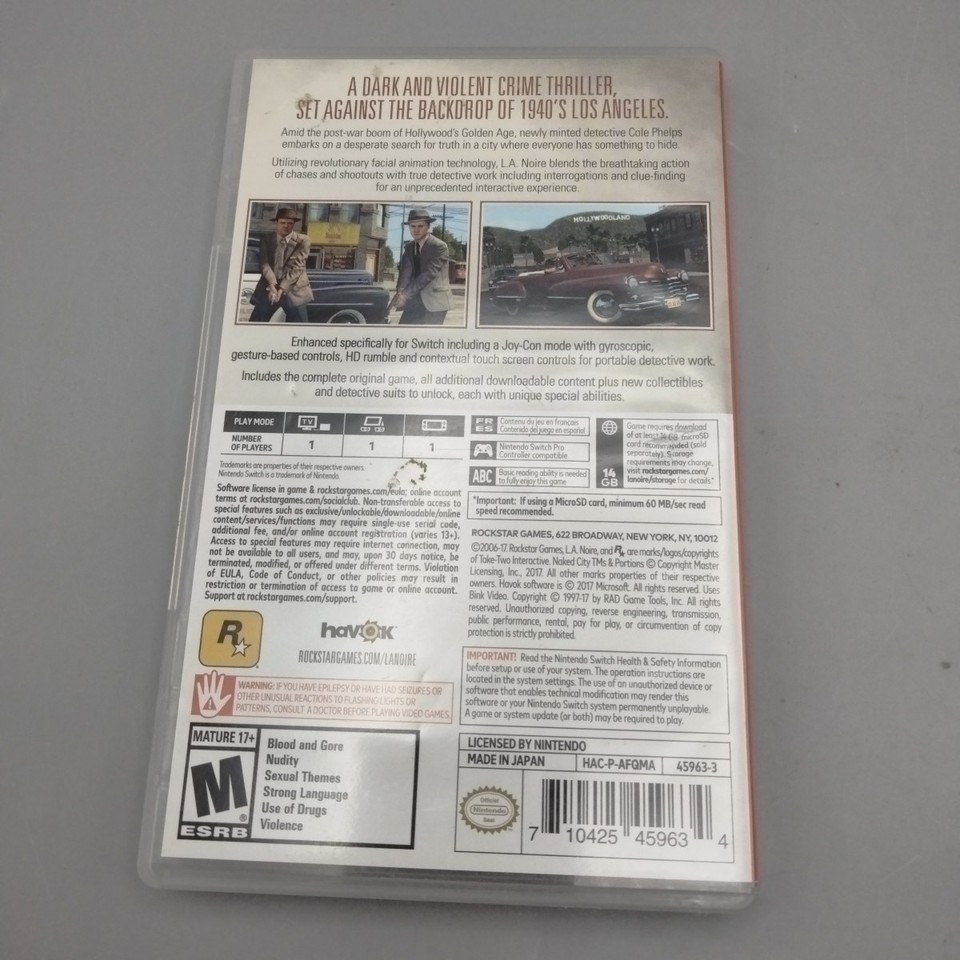 A DARK AND VIOLENT CRIME THRILLER,
SET AGAINST THE BACKDROP OF 1940'S LOS ANGELES.
Amid the post-war boom of Hollywood's Golden Age, newly minted detective Cole Phelps
embarks on a desperate search for truth in a city where everyone has something to hide.
Utilizing revolutionary facial animation technology, L.A. Noire blends the breathtaking action
of chases and shootouts with true detective work including interrogations and clue-finding
for an unprecedented interactive experience.
HOLLYWOODLAND
Enhanced specifically for Switch including a Joy-Con mode with gyroscopic,
gesture-based controls, HD rumble and contextual touch screen controls for portable detective work.
Includes the complete original game, all additional downloadable content plus new collectibles
and detective suits to unlock, each with unique special abilities.
PLAY MODE
TV
NUMBER
OF PLAYERS
1 1 1
FR
ES
Contenu du jeu en français
Contenido del juego en español
Nintendo Switch Pro
Controller compatible
ABC
Basic reading ability is needed
to fully enjoy this game
14
GB
Game requires download
of at least 14 GB microSD
card recommended (sold
separately). Storage
requirements may change,
visit rockstargames.com/
lanoire/storage for details.*
Trademarks are properties of their respective owners.
Nintendo Switch is a trademark of Nintendo.
Software license in game & rockstargames.com/eula; online account
terms at rockstargames.com/socialclub. Non-transferable access to
special features such as exclusive/unlockable/downloadable/online
content/services/functions may require single-use serial code,
additional fee, and/or online account registration (varies 13+).
Access to special features may require internet connection, may
not be available to all users, and may, upon 30 days notice, be
terminated, modified, or offered under different terms. Violation
of EULA, Code of Conduct, or other policies may result in
restriction or termination of access to game or online account.
Support at rockstargames.com/support.
*Important: If using a MicroSD card, minimum 60 MB/sec read
speed recommended.
ROCKSTAR GAMES, 622 BROADWAY, NEW YORK, NY, 10012
©2006-17. Rockstar Games, L.A. Noire, and R★ are marks/logos/copyrights
of Take-Two Interactive. Naked City TMs & Portions © Copyright Master
Licensing, Inc., 2017. All other marks properties of their respective
owners. Havok software is © 2017 Microsoft. All rights reserved. Uses
Bink Video. Copyright © 1997-17 by RAD Game Tools, Inc. All rights
reserved. Unauthorized copying, reverse engineering, transmission,
public performance, rental, pay for play, or circumvention of copy
protection is strictly prohibited.
R
havok
ROCKSTARGAMES.COM/LANOIRE
WARNING: IF YOU HAVE EPILEPSY OR HAVE HAD SEIZURES OR
OTHER UNUSUAL REACTIONS TO FLASHING LIGHTS OR
PATTERNS, CONSULT A DOCTOR BEFORE PLAYING VIDEO GAMES.
IMPORTANT! Read the Nintendo Switch Health & Safety Information
before setup or use of your system. The operation instructions are
located in the system settings. The use of an unauthorized device or
software that enables technical modification may render this
software or your Nintendo Switch system permanently unplayable.
A game or system update (or both) may be required to play.
MATURE 17+
M
®
ESRB
Blood and Gore
Nudity
Sexual Themes
Strong Language
Use of Drugs
Violence
LICENSED BY NINTENDO
MADE IN JAPAN HAC-P-AFQMA 45963-3
Official
Nintendo
Seal
7 10425 45963 4